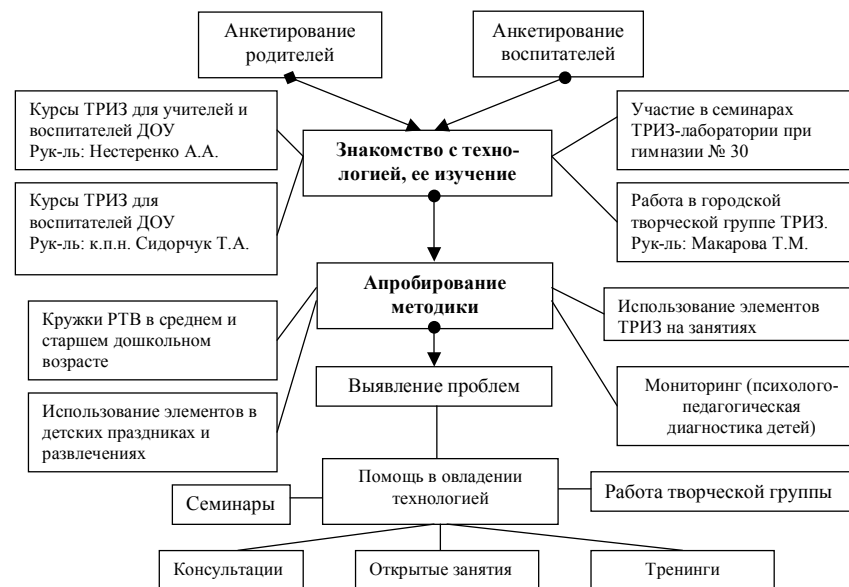 Анкетирование
родителей
Анкетирование
воспитателей
Курсы ТРИЗ для учителей и
воспитателей ДОУ
Рук-ль: Нестеренко А.А.
Знакомство с техно-
логией, ее изучение
Участие в семинарах
ТРИЗ-лаборатории при
гимназии № 30
Курсы ТРИЗ для
воспитателей ДОУ
Рук-ль: к.п.н. Сидорчук Т.А.
Работа в городской
творческой группе ТРИЗ.
Рук-ль: Макарова Т.М.
Апробирование
методики
Кружки РТВ в среднем и
старшем дошкольном
возрасте
Использование элементов
ТРИЗ на занятиях
Выявление проблем
Использование элементов в
детских праздниках и
развлечениях
Мониторинг (психолого-
педагогическая
диагностика детей)
Помощь в овладении
технологией
Семинары
Работа творческой группы
Консультации
Открытые занятия
Тренинги